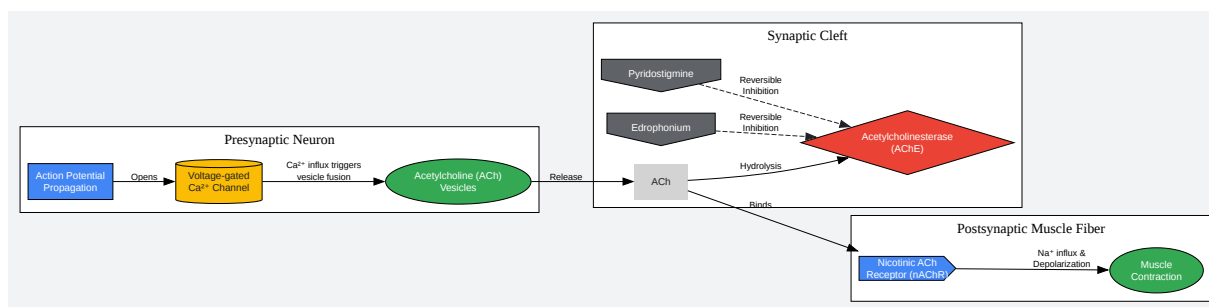 Synaptic Cleft
Pyridostigmine
Reversible
Inhibition
Edrophonium
Reversible
Inhibition
Acetylcholinesterase
(AChE)
Presynaptic Neuron
Action Potential
Propagation
Opens
Voltage-gated
Ca²⁺ Channel
Ca²⁺ influx triggers
vesicle fusion
Acetylcholine (ACh)
Vesicles
Release
ACh
Hydrolysis
Binds
Postsynaptic Muscle Fiber
Nicotinic ACh
Receptor (nAChR)
Na⁺ influx &
Depolarization
Muscle
Contraction